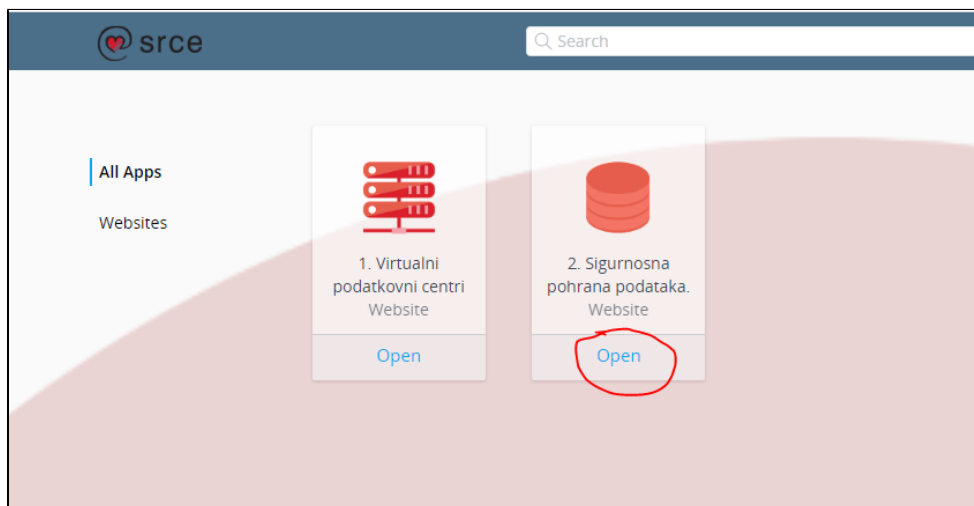 srce
Search
All Apps
Websites
1. Virtualni
podatkovni centri
Website
Open
2. Sigurnosna
pohrana podataka.
Website
Open